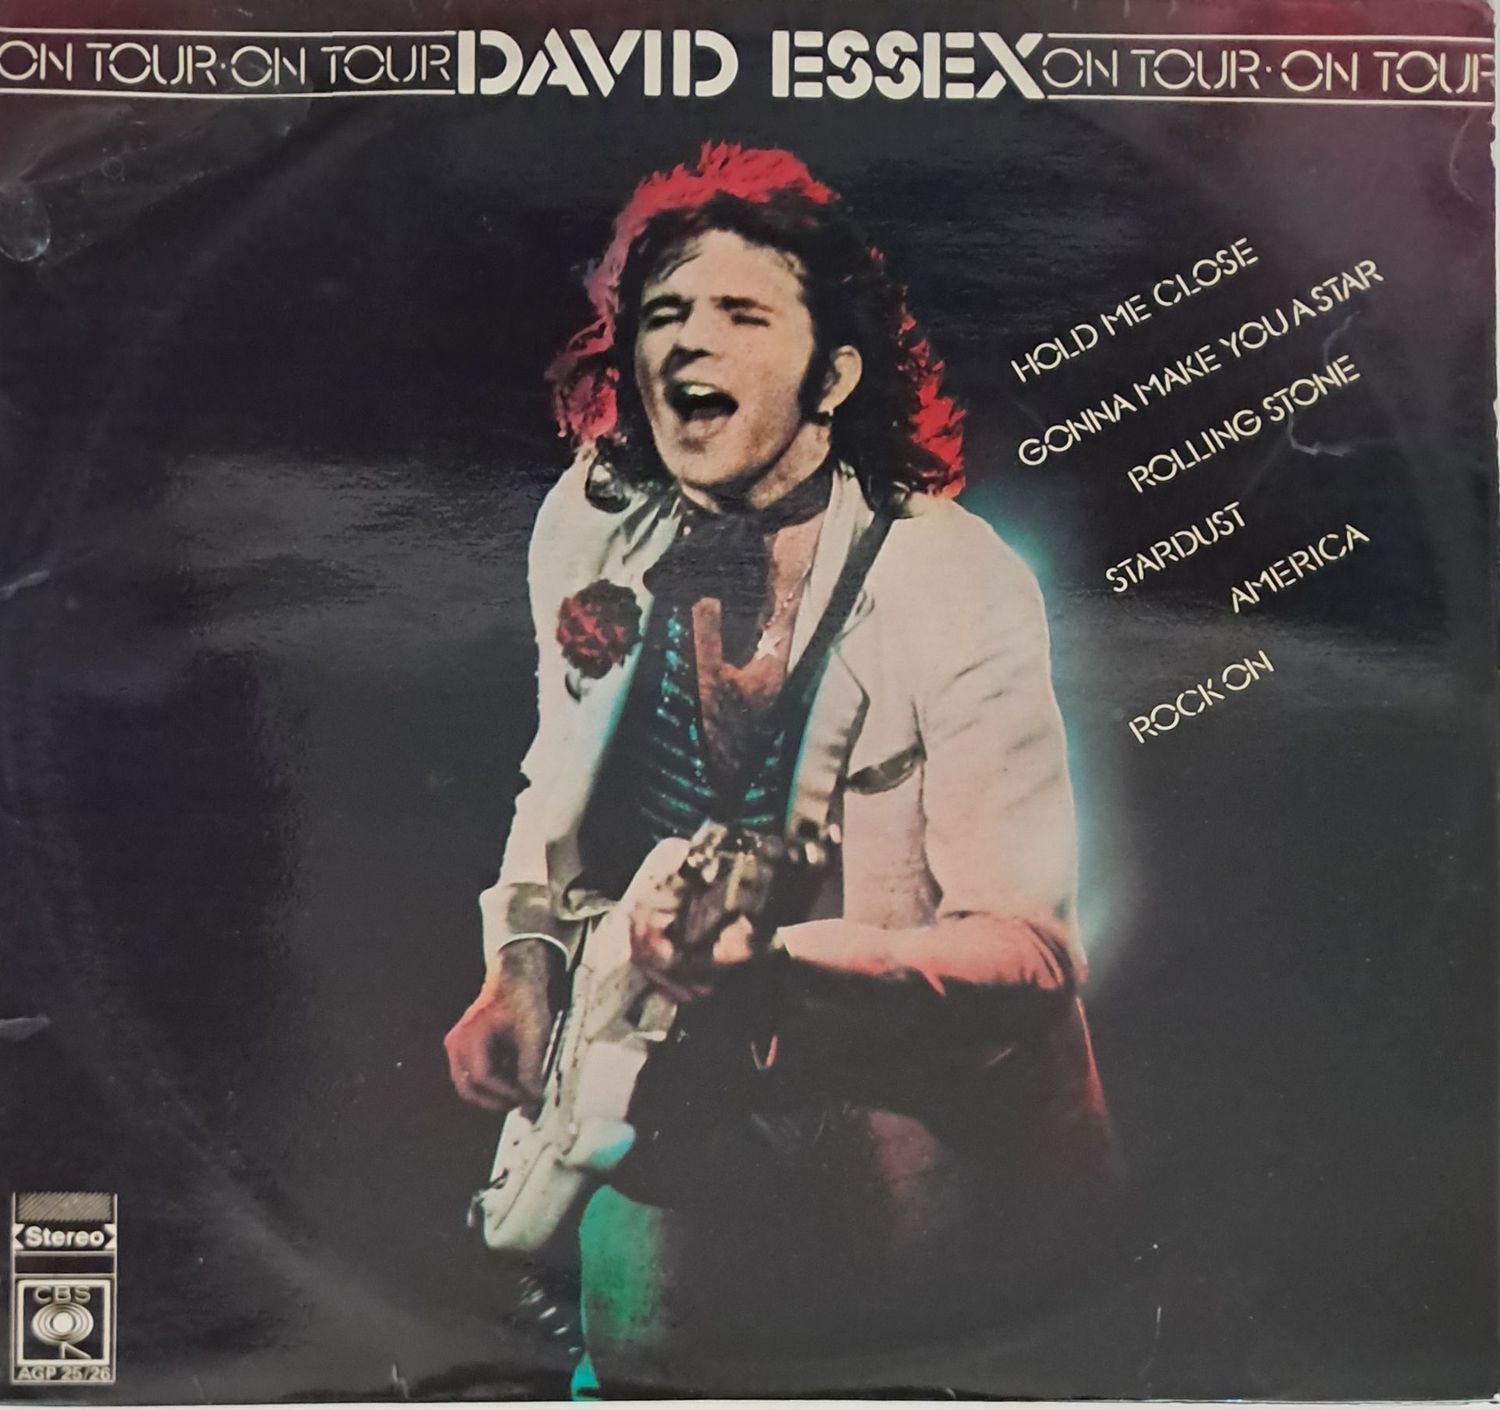 ON TOUR·ON TOUR DAVID ESSEX ON TOUR·ON TOUR
HOLD ME CLOSE
GONNA MAKE YOU A STAR
ROLLING STONE
STARDUST
AMERICA
ROCK ON
Stereo
CBS
AGP 25/26